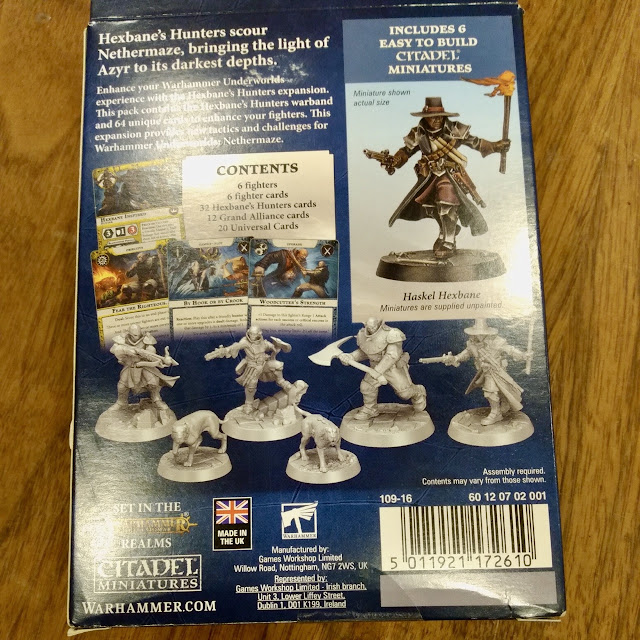 Hexbane's Hunters scour
Nethermaze, bringing the light of
Azyr to its darkest depths.
Enhance your Warhammer Underworlds
experience with the Hexbane's Hunters expansion.
This pack contains the Hexbane's Hunters warband
and 64 unique cards to enhance your fighters. This
expansion provides new tactics and challenges for
Warhammer Underworlds: Nethermaze.
INCLUDES 6
EASY TO BUILD
CITADEL
MINIATURES
Miniature shown
actual size
CONTENTS
6 fighters
6 fighter cards
32 Hexbane's Hunters cards
12 Grand Alliance cards
20 Universal Cards
3 1 3
FEAR THE RIGHTEOUS
BY HOOK OR BY CROOK
WOODCUTTER'S STRENGTH
Haskel Hexbane
Miniatures are supplied unpainted.
Assembly required.
Contents may vary from those shown.
109-16
60 12 07 02 001
SET IN THE
WARHAMMER
REALMS
CITADEL
MINIATURES
WARHAMMER.COM
MADE IN
THE UK
WARHAMMER
Manufactured by:
Games Workshop Limited
Willow Road, Nottingham, NG7 2WS, UK
Represented by:
Games Workshop Limited - Irish branch,
Unit 3, Lower Liffey Street,
Dublin 1, D01 K199, Ireland
5 011921 172610